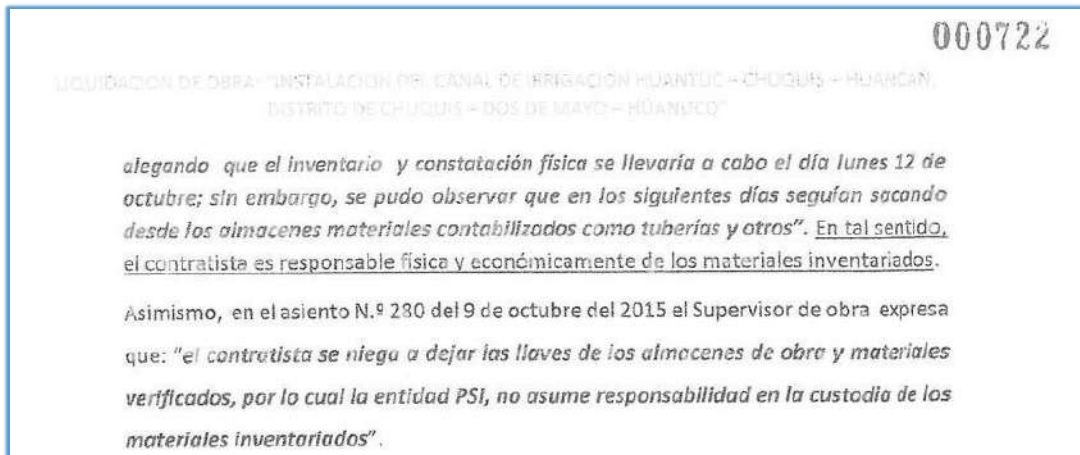 000722
LIQUIDACION DE OBRA: "INSTALACION DEL CANAL DE IRRIGACION HUANTUC – CHUQUIS – HUANCAN,
DISTRITO DE CHUQUIS – DOS DE MAYO – HUANUCO"
alegando que el inventario y constatación física se llevaría a cabo el día lunes 12 de
octubre; sin embargo, se pudo observar que en los siguientes días seguían sacando
desde los almacenes materiales contabilizados como tuberías y otros". En tal sentido,
el contratista es responsable física y económicamente de los materiales inventariados.
Asimismo, en el asiento N.º 280 del 9 de octubre del 2015 el Supervisor de obra expresa
que: "el contratista se niega a dejar las llaves de los almacenes de obra y materiales
verificados, por lo cual la entidad PSI, no asume responsabilidad en la custodia de los
materiales inventariados".